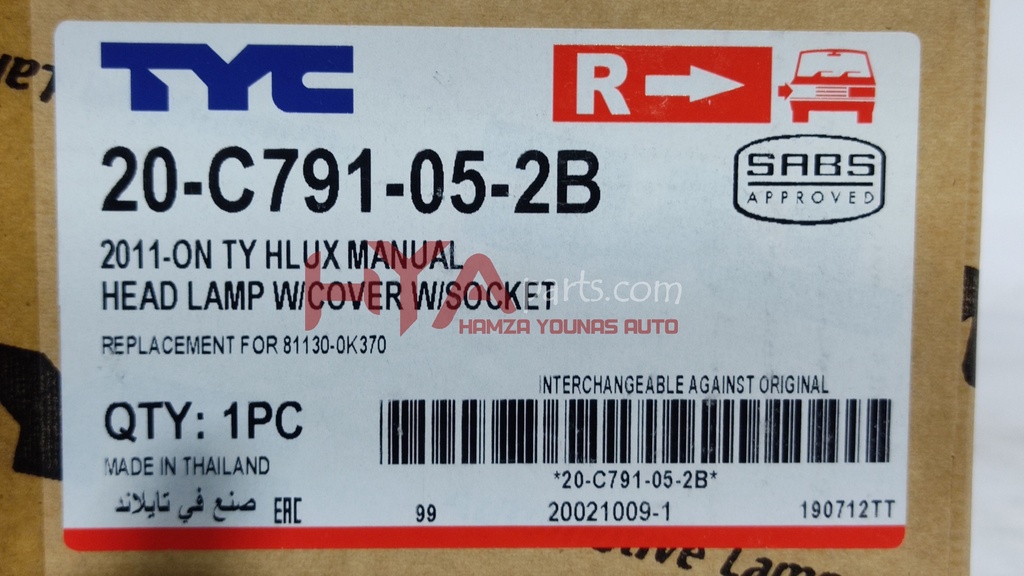 TYC
R
SABS
APPROVED
20-C791-05-2B
2011-ON TY HLUX MANUAL
HEAD LAMP W/COVER W/SOCKET
HYAparts.com
HAMZA YOUNAS AUTO
REPLACEMENT FOR 81130-0K370
INTERCHANGEABLE AGAINST ORIGINAL
QTY: 1PC
MADE IN THAILAND
*20-C791-05-2B*
صنع في تايلاند EAC 99 20021009-1 190712TT